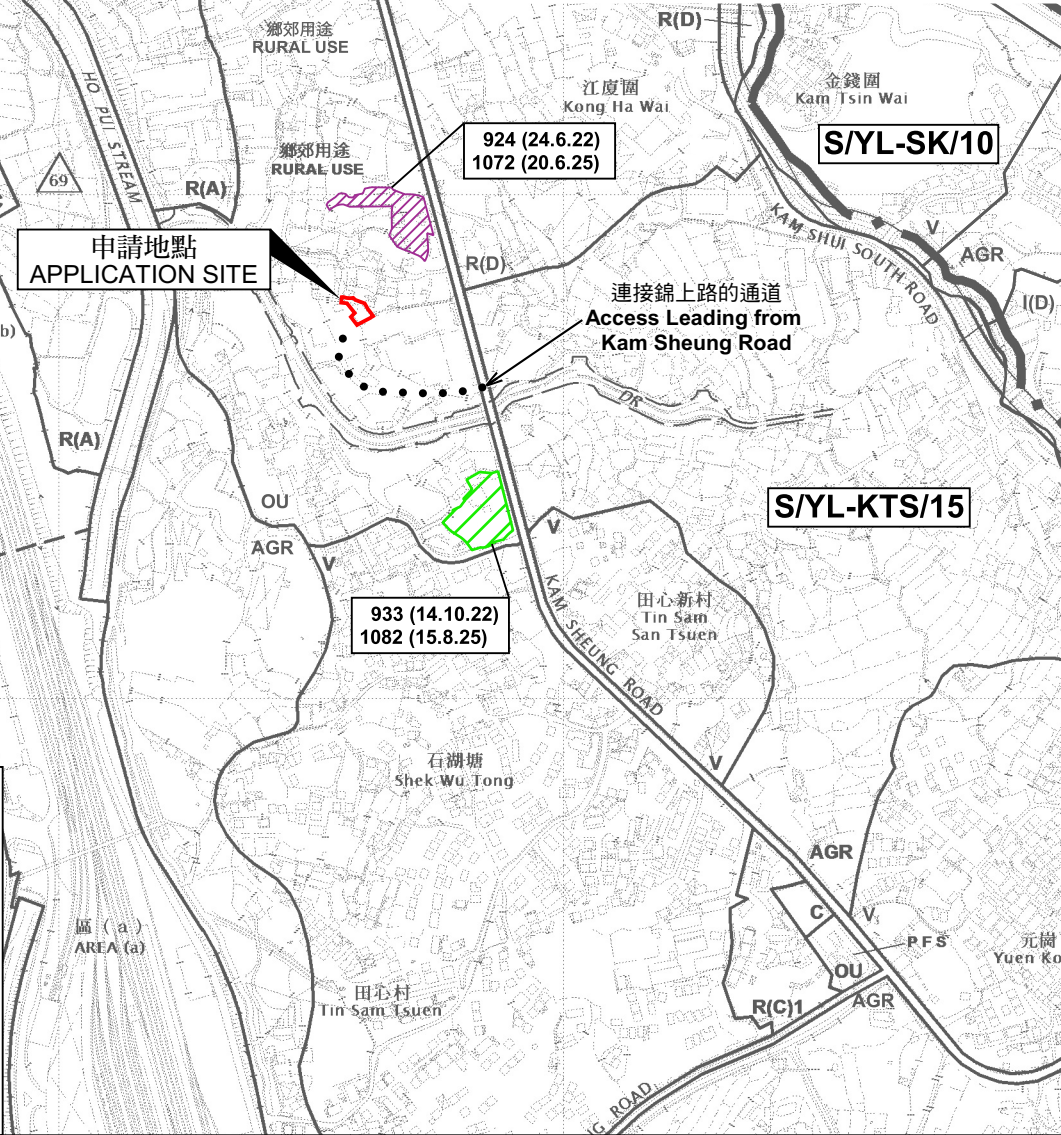 鄉郊用途
RURAL USE
R(D)
金錢圍
Kam Tsin Wai
江廈圍
Kong Ha Wai
HO PUI STREAM
924 (24.6.22)
1072 (20.6.25)
S/YL-SK/10
鄉郊用途
RURAL USE
69
R(A)
KAM SHUI SOUTH ROAD
V
AGR
申請地點
APPLICATION SITE
R(D)
I(D)
連接錦上路的通道
Access Leading from
Kam Sheung Road
b)
DR
R(A)
OU
S/YL-KTS/15
AGR
V
V
933 (14.10.22)
1082 (15.8.25)
KAM SHEUNG ROAD
田心新村
Tin Sam
San Tsuen
石湖塘
Shek Wu Tong
V
AGR
C
V
區 (a)
AREA (a)
PFS
元崗
Yuen Ko
OU
田心村
Tin Sam Tsuen
R(C)1
AGR
NG ROAD